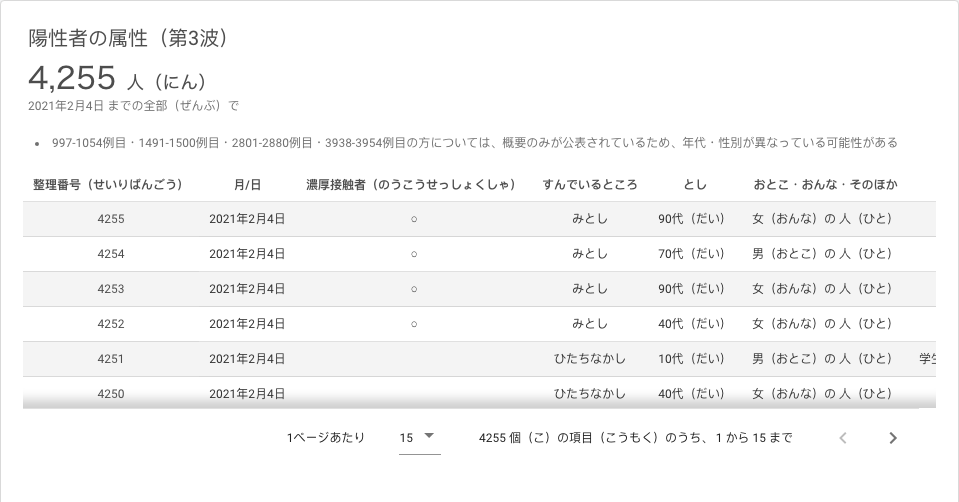 陽性者の属性（第3波）
4,255 人（にん）
2021年2月4日 までの全部（ぜんぶ）で
• 997-1054例目・1491-1500例目・2801-2880例目・3938-3954例目の方については、概要のみが公表されているため、年代・性別が異なっている可能性がある
整理番号（せいりばんごう） 月/日 濃厚接触者（のうこうせっしょくしゃ） すんでいるところ とし おとこ・おんな・そのほか
4255 2021年2月4日 ○ みとし 90代（だい） 女（おんな）の 人（ひと）
4254 2021年2月4日 ○ みとし 70代（だい） 男（おとこ）の 人（ひと）
4253 2021年2月4日 ○ みとし 90代（だい） 女（おんな）の 人（ひと）
4252 2021年2月4日 ○ みとし 40代（だい） 女（おんな）の 人（ひと）
4251 2021年2月4日 ひたちなかし 10代（だい） 男（おとこ）の 人（ひと）
4250 2021年2月4日 ひたちなかし 40代（だい） 女（おんな）の 人（ひと）
1ページあたり 15 4255 個（こ）の項目（こうもく）のうち、1 から 15 まで